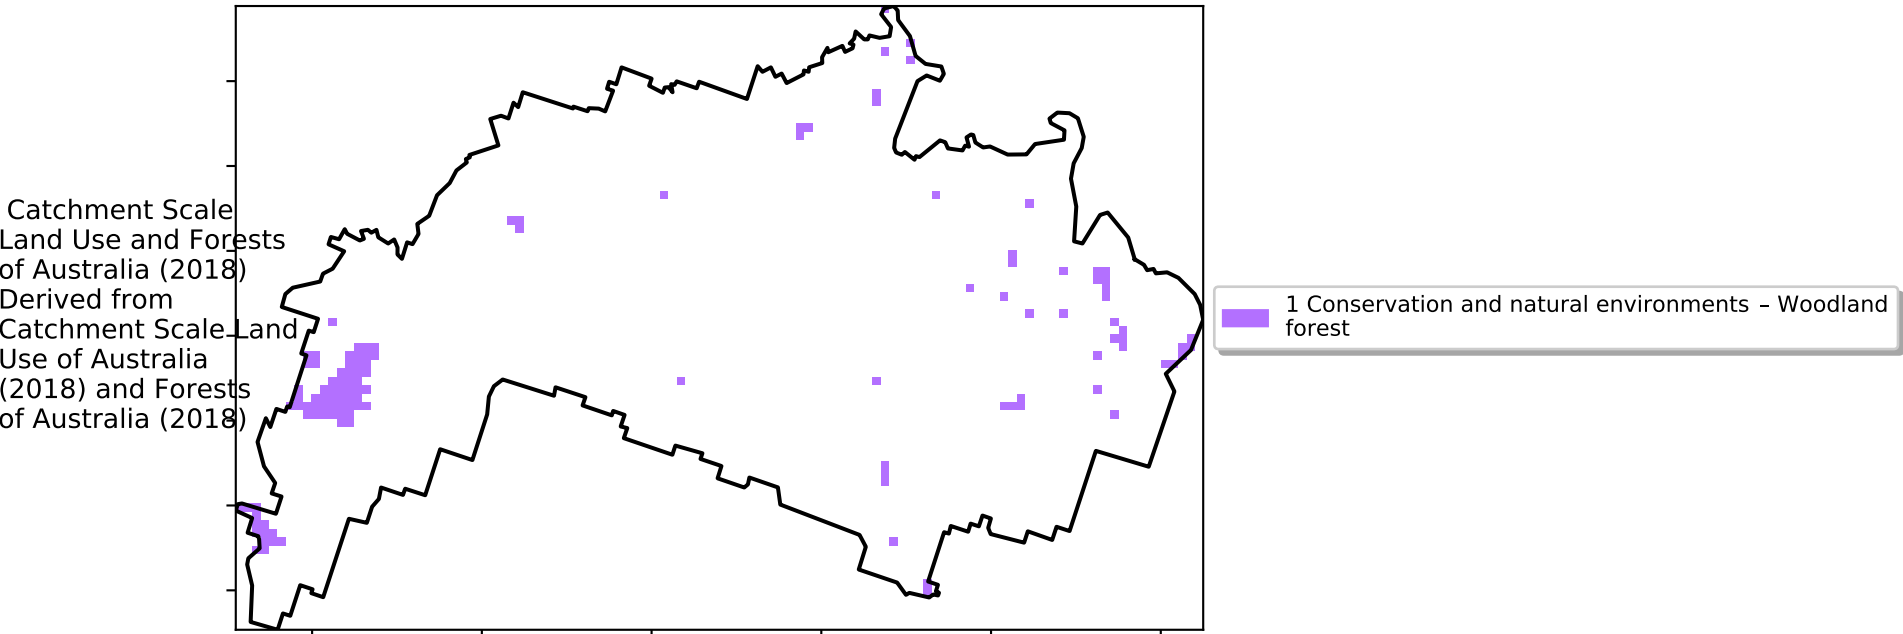 Catchment Scale
Land Use and Forests
of Australia (2018)
Derived from
Catchment Scale Land
Use of Australia
(2018) and Forests
of Australia (2018)
1 Conservation and natural environments – Woodland
forest